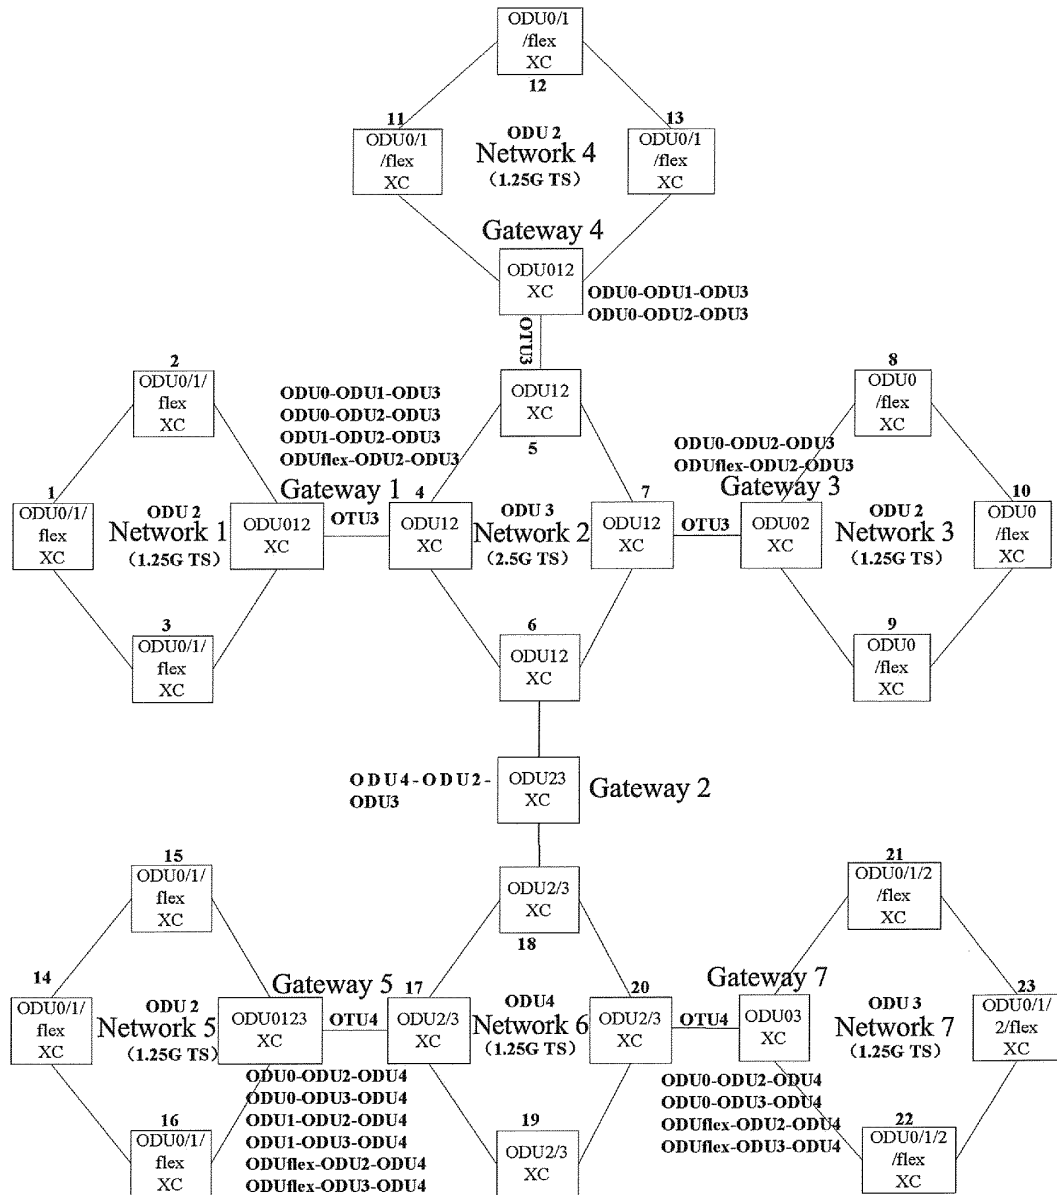 ODU0/1
/flex
XC
12
11
ODU0/1
/flex
XC
ODU 2
Network 4
(1.25G TS)
13
ODU0/1
/flex
XC
Gateway 4
ODU012
XC
ODU0-ODU1-ODU3
ODU0-ODU2-ODU3
OTU3
2
ODU0/1/
flex
XC
ODU0-ODU1-ODU3
ODU0-ODU2-ODU3
ODU1-ODU2-ODU3
ODUflex-ODU2-ODU3
ODU12
XC
5
8
ODU0
/flex
XC
ODU0-ODU2-ODU3
ODUflex-ODU2-ODU3
1
ODU0/1/
flex
XC
ODU 2
Network 1
(1.25G TS)
Gateway 1
ODU012
XC
OTU3
4
ODU12
XC
ODU 3
Network 2
(2.5G TS)
7
ODU12
XC
OTU3
Gateway 3
ODU02
XC
ODU 2
Network 3
(1.25G TS)
10
ODU0
/flex
XC
3
ODU0/1/
flex
XC
6
ODU12
XC
9
ODU0
/flex
XC
ODU4-ODU2-
ODU3
ODU23
XC
Gateway 2
15
ODU0/1/
flex
XC
ODU2/3
XC
18
21
ODU0/1/2
/flex
XC
14
ODU0/1/
flex
XC
ODU 2
Network 5
(1.25G TS)
Gateway 5
ODU0123
XC
OTU4
17
ODU2/3
XC
ODU4
Network 6
(1.25G TS)
20
ODU2/3
XC
OTU4
Gateway 7
ODU03
XC
ODU 3
Network 7
(1.25G TS)
23
ODU0/1/
2/flex
XC
16
ODU0/1/
flex
XC
ODU0-ODU2-ODU4
ODU0-ODU3-ODU4
ODU1-ODU2-ODU4
ODU1-ODU3-ODU4
ODUflex-ODU2-ODU4
ODUflex-ODU3-ODU4
19
ODU2/3
XC
ODU0-ODU2-ODU4
ODU0-ODU3-ODU4
ODUflex-ODU2-ODU4
ODUflex-ODU3-ODU4
22
ODU0/1/2
/flex
XC